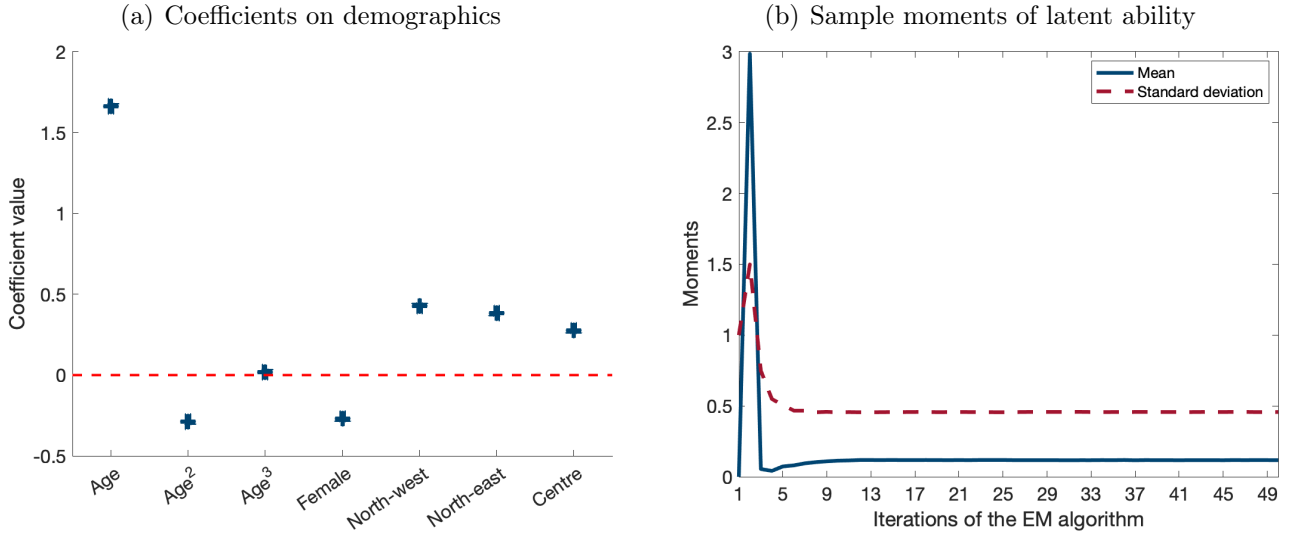 (a) Coefficients on demographics
Coefficient value
2
1.5
1
0.5
0
-0.5
Age
Age²
Age³
Female
North-west
North-east
Centre
(b) Sample moments of latent ability
Moments
3
2.5
2
1.5
1
0.5
0
Mean
Standard deviation
1 5 9 13 17 21 25 29 33 37 41 45 49
Iterations of the EM algorithm